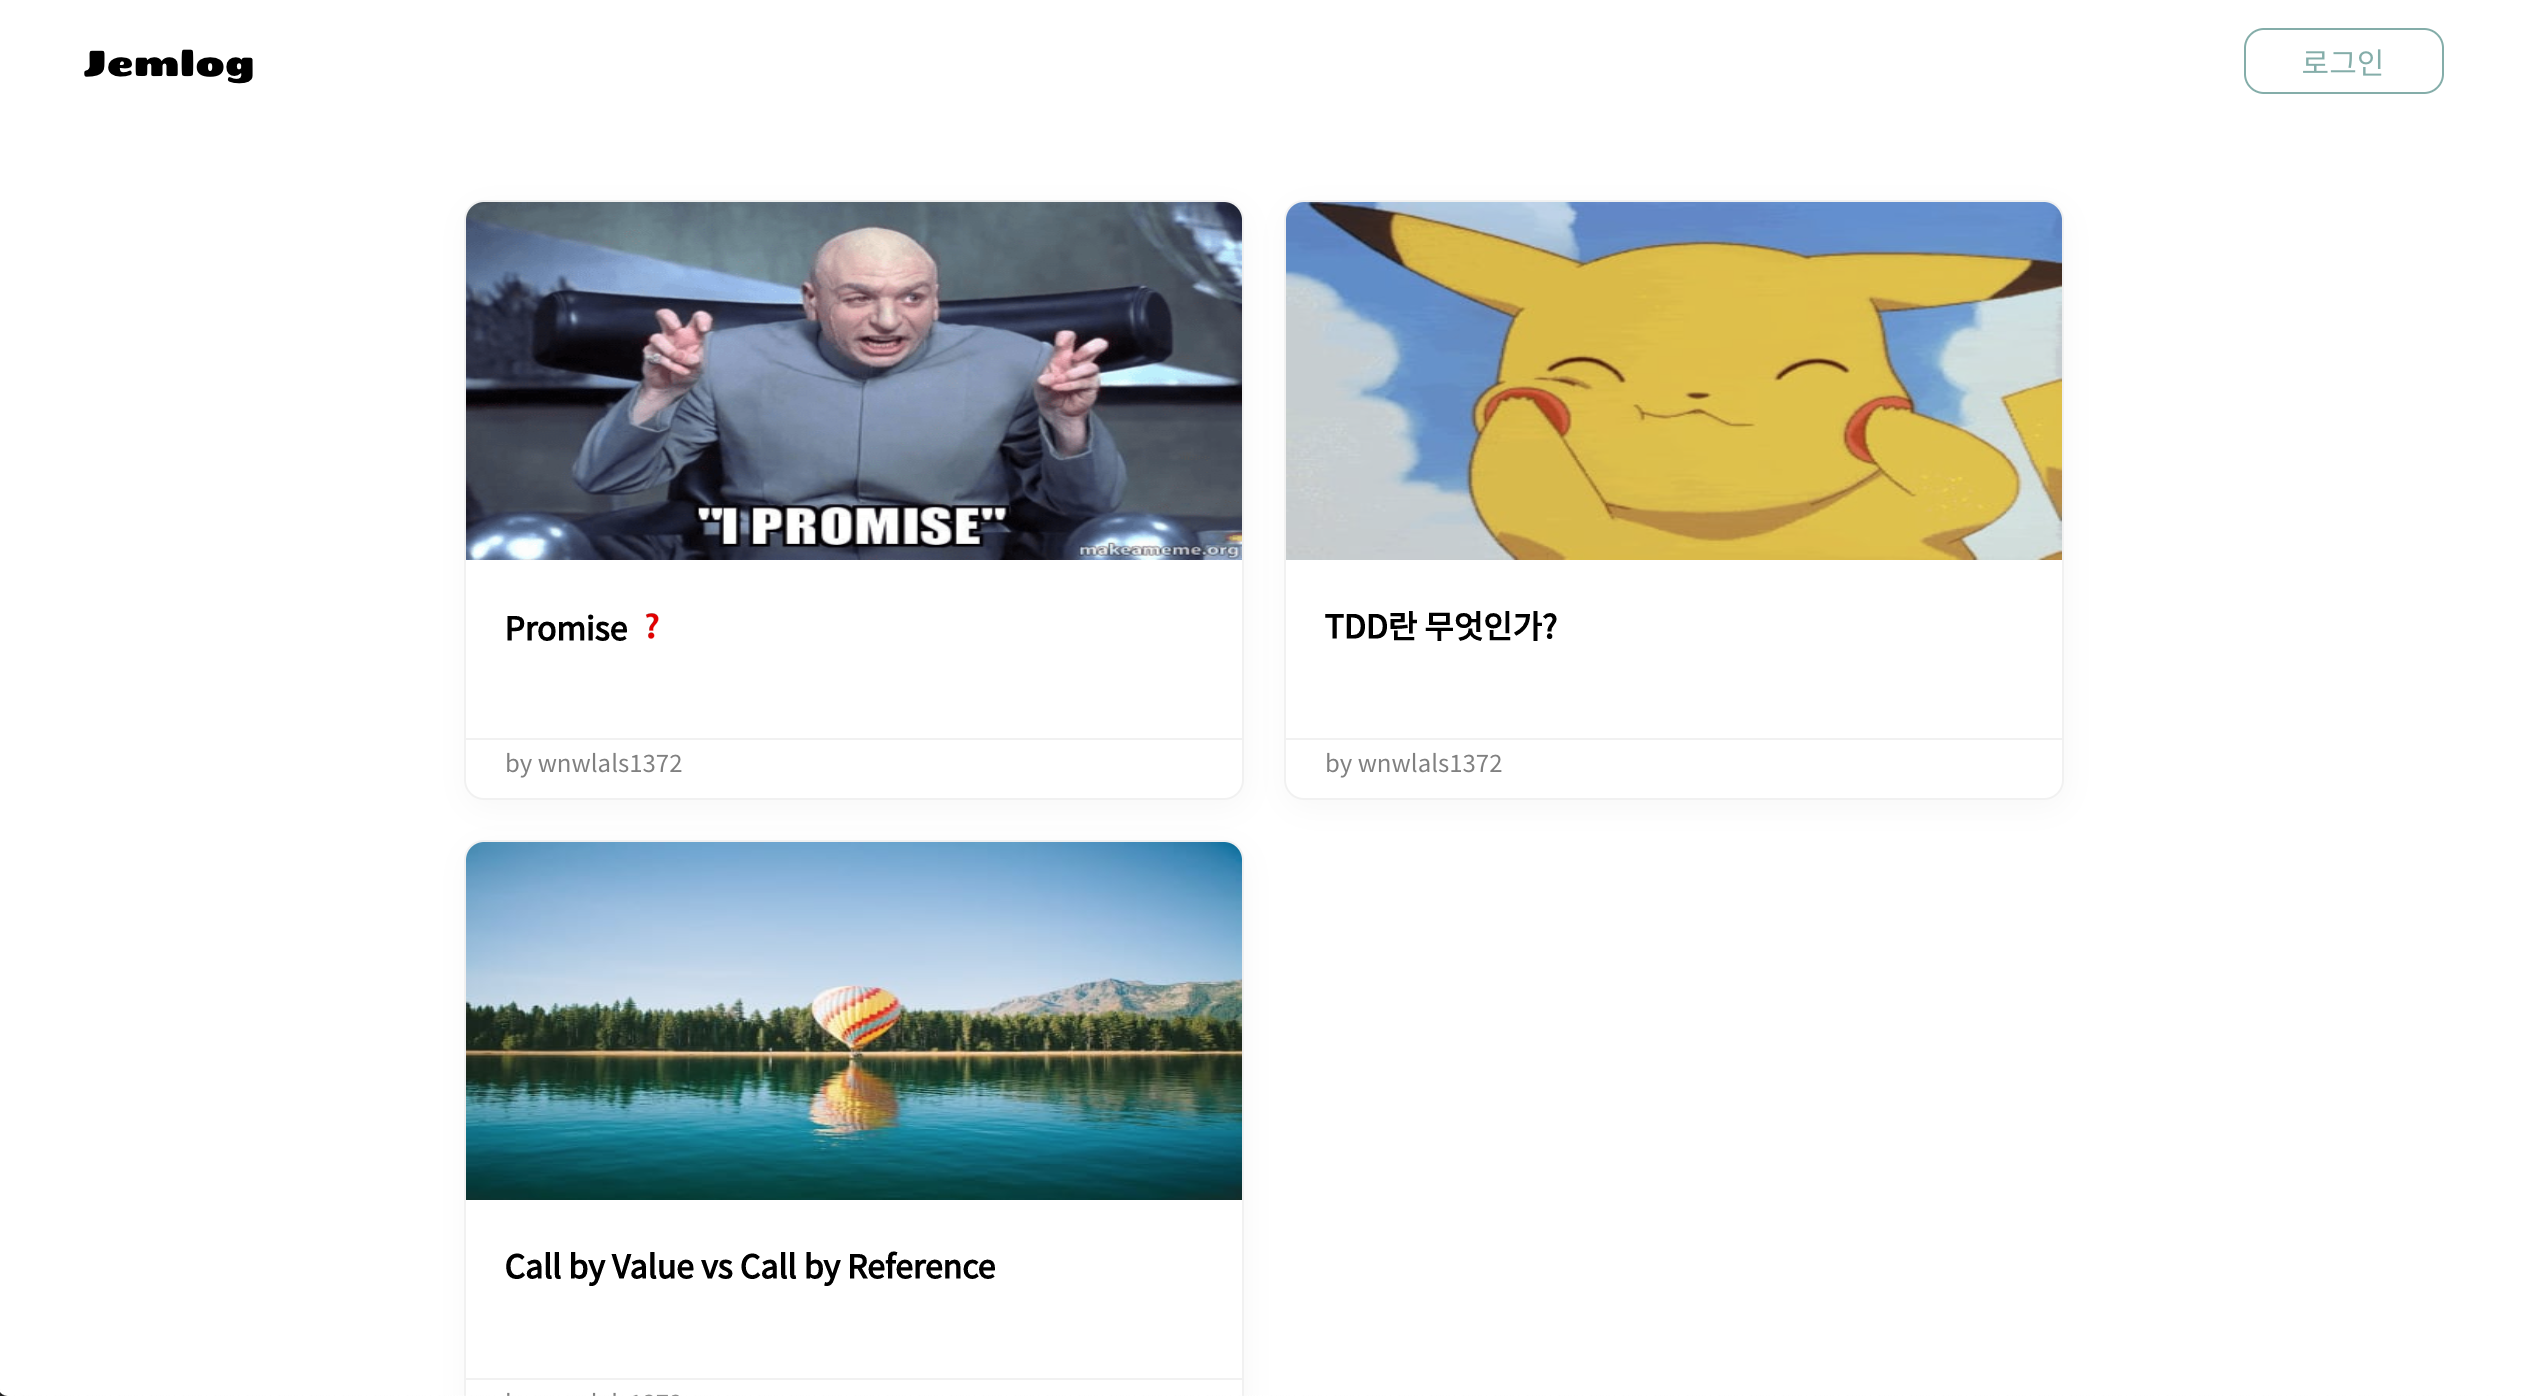 Jemlog
로그인
"I PROMISE"
makeameme.org
Promise ❓
by wnwlals1372
TDD란 무엇인가?
by wnwlals1372
Call by Value vs Call by Reference